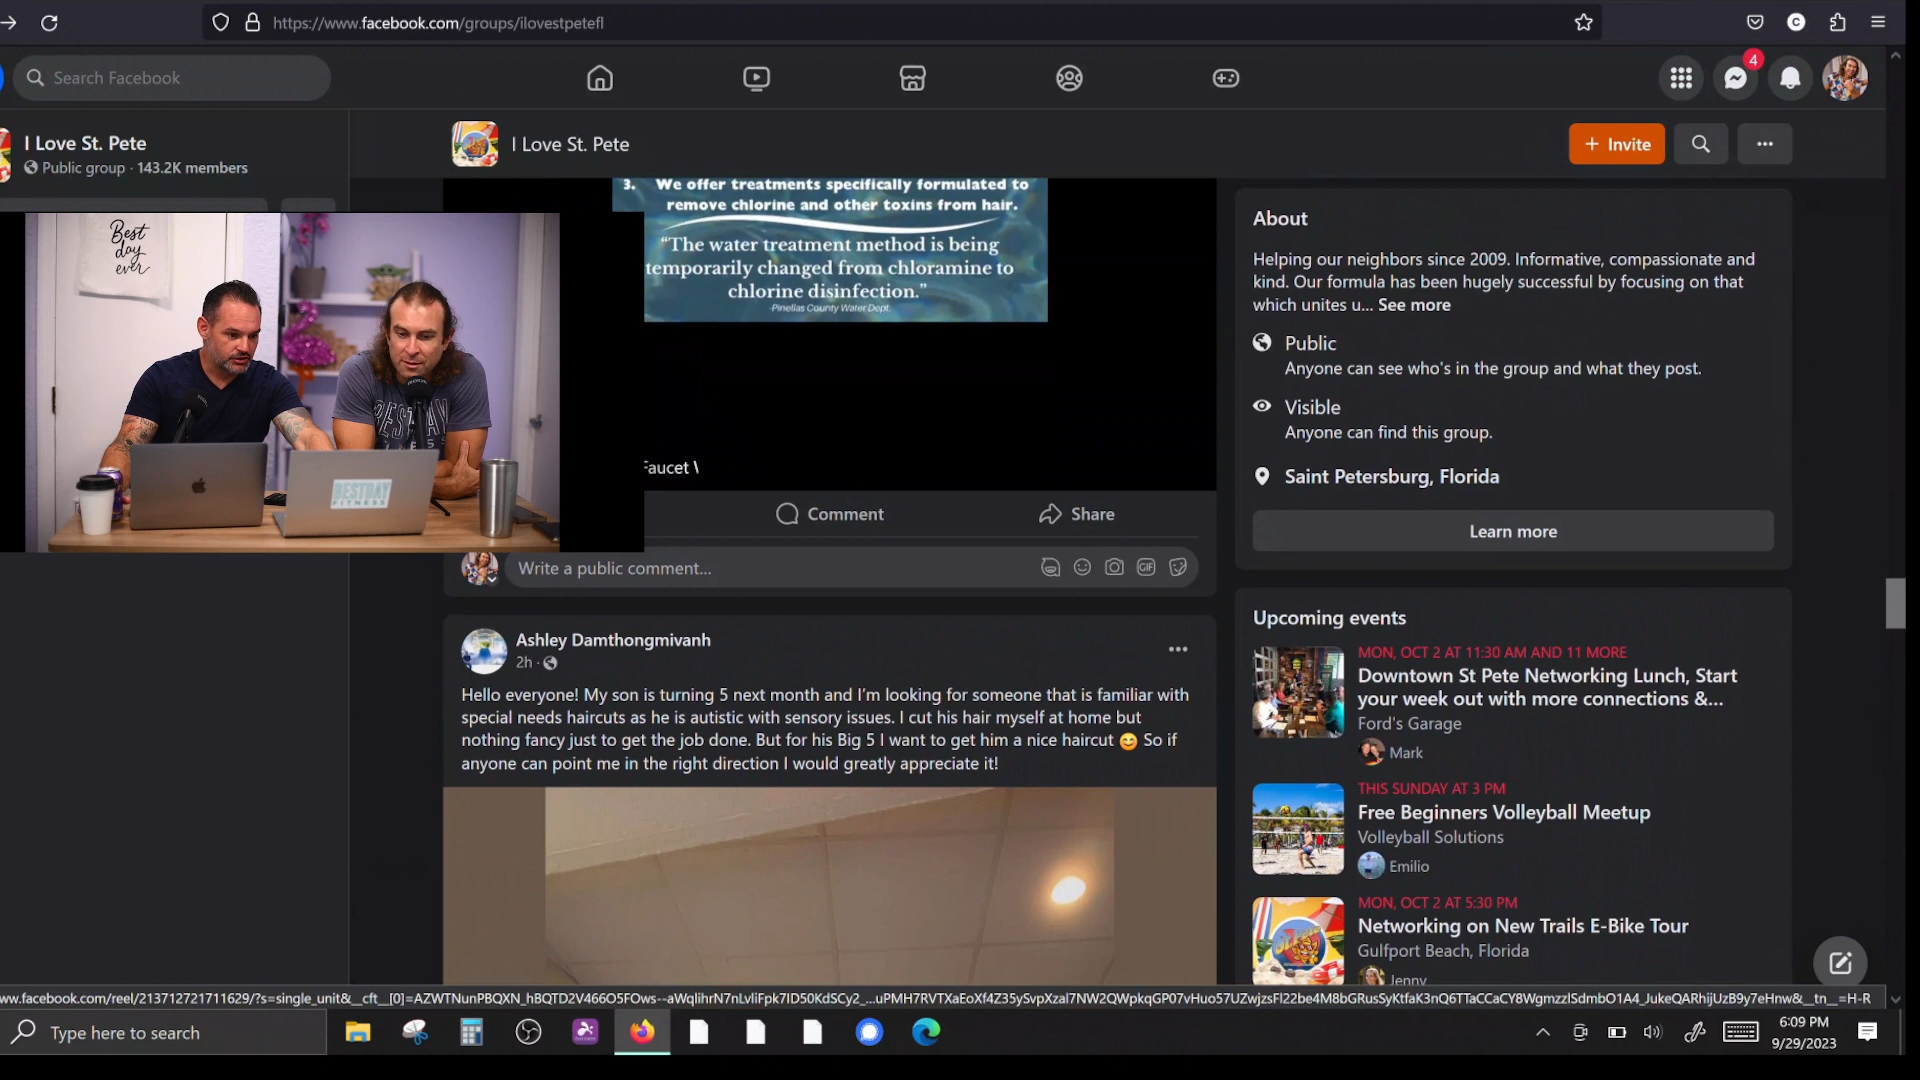 https://www.facebook.com/groups/ilovestpetefl
Search Facebook
4
I Love St. Pete
Public group · 143.2K members
I Love St. Pete
+ Invite
3. We offer treatments specifically formulated to
remove chlorine and other toxins from hair.
“The water treatment method is being
temporarily changed from chloramine to
chlorine disinfection.”
-Pinellas County Water Dept.
Faucet \
Comment
Share
Write a public comment...
GIF
Best
day
ever
BESTDAY
FITNESS
Ashley Damthongmivanh
2h ·
Hello everyone! My son is turning 5 next month and I’m looking for someone that is familiar with
special needs haircuts as he is autistic with sensory issues. I cut his hair myself at home but
nothing fancy just to get the job done. But for his Big 5 I want to get him a nice haircut 😊 So if
anyone can point me in the right direction I would greatly appreciate it!
About
Helping our neighbors since 2009. Informative, compassionate and
kind. Our formula has been hugely successful by focusing on that
which unites u... See more
Public
Anyone can see who's in the group and what they post.
Visible
Anyone can find this group.
Saint Petersburg, Florida
Learn more
Upcoming events
MON, OCT 2 AT 11:30 AM AND 11 MORE
Downtown St Pete Networking Lunch, Start
your week out with more connections &...
Ford's Garage
Mark
THIS SUNDAY AT 3 PM
Free Beginners Volleyball Meetup
Volleyball Solutions
Emilio
MON, OCT 2 AT 5:30 PM
Networking on New Trails E-Bike Tour
Gulfport Beach, Florida
Jenny
Type here to search
6:09 PM
9/29/2023